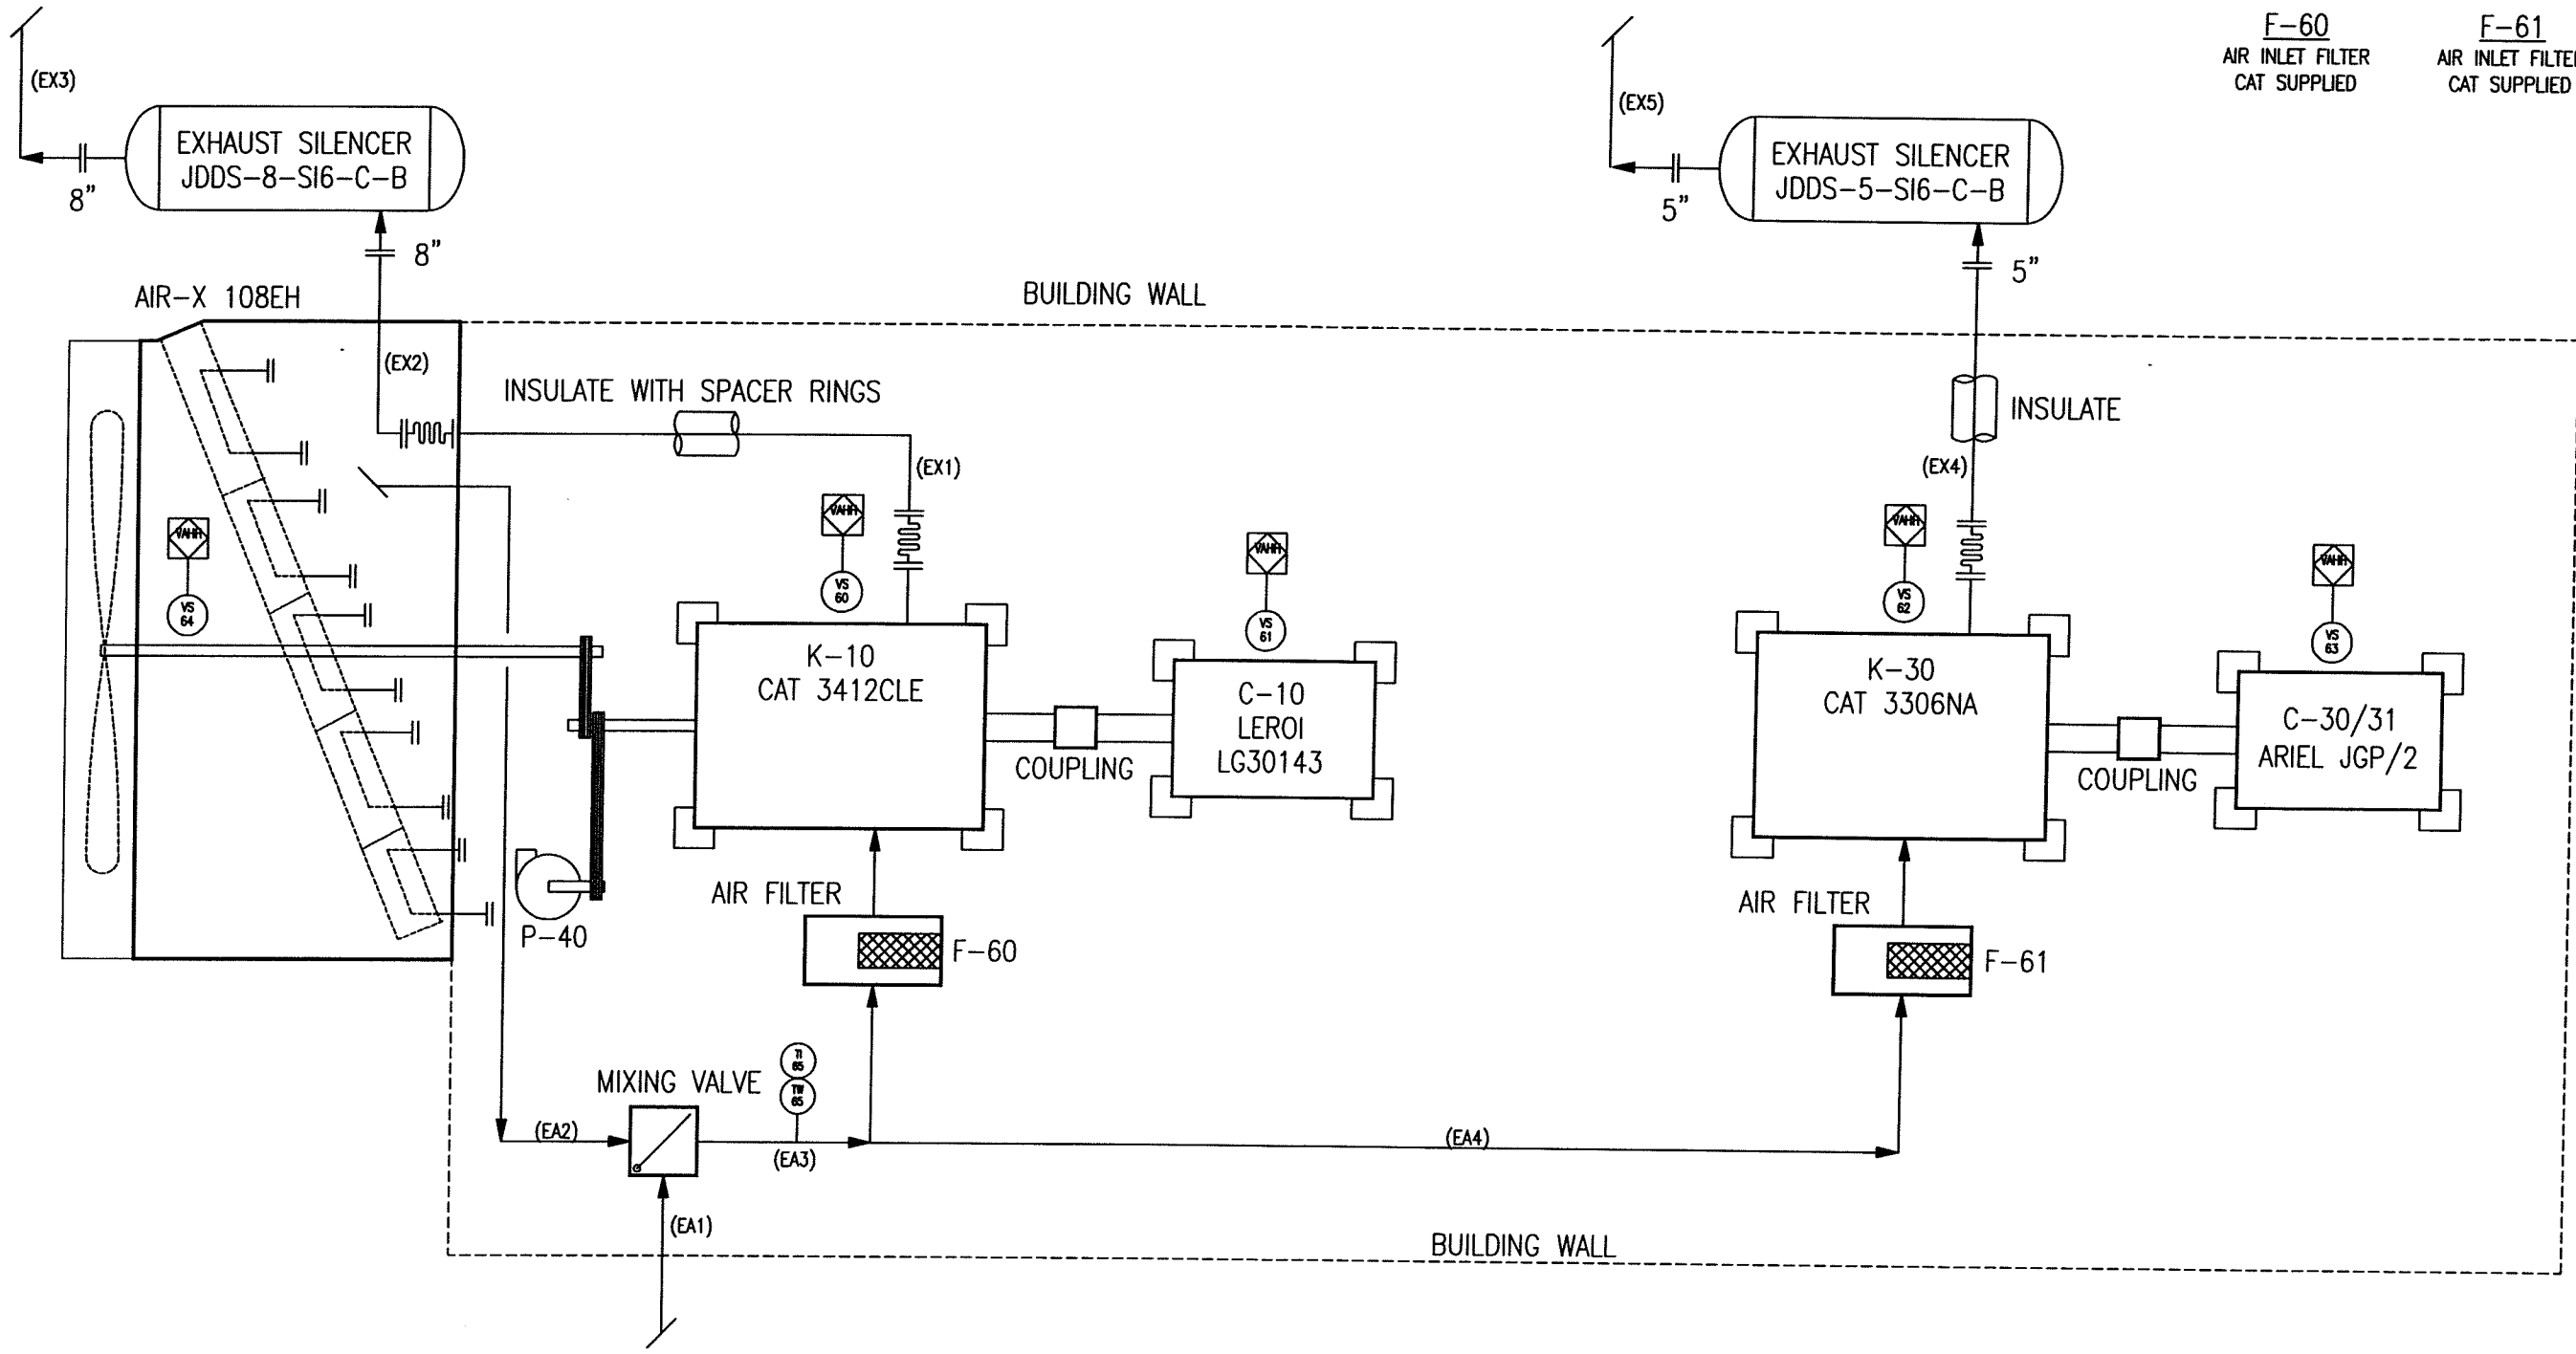 F-60
AIR INLET FILTER
CAT SUPPLIED
F-61
AIR INLET FILTER
CAT SUPPLIED
(EX3)
EXHAUST SILENCER
JDDS-8-SI6-C-B
8"
8"
(EX5)
EXHAUST SILENCER
JDDS-5-SI6-C-B
5"
5"
AIR-X 108EH
BUILDING WALL
(EX2)
INSULATE WITH SPACER RINGS
(EX1)
INSULATE
(EX4)
VAHH
VS
64
VAHH
VS
60
VAHH
VS
61
VAHH
VS
62
VAHH
VS
63
K-10
CAT 3412CLE
COUPLING
C-10
LEROI
LG30143
K-30
CAT 3306NA
COUPLING
C-30/31
ARIEL JGP/2
P-40
AIR FILTER
F-60
AIR FILTER
F-61
MIXING VALVE
TI
65
TW
65
(EA2)
(EA3)
(EA4)
(EA1)
BUILDING WALL